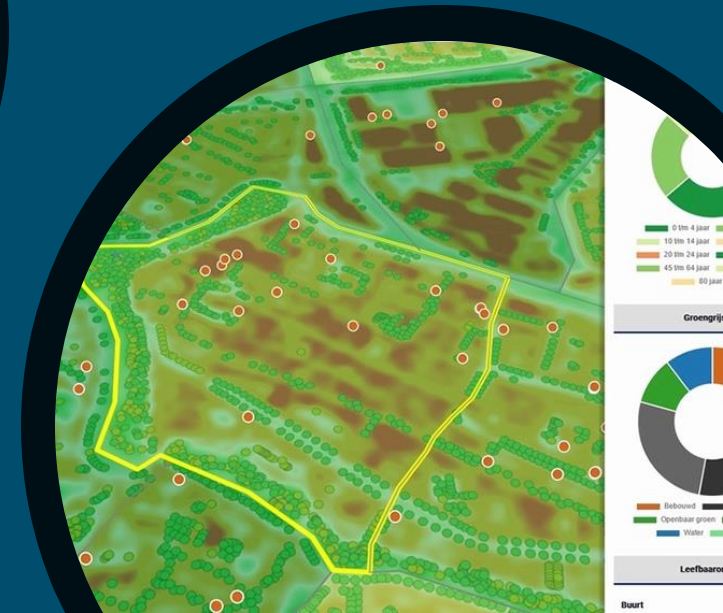 0 t/m 4 jaar
10 t/m 14 jaar
20 t/m 24 jaar
45 t/m 64 jaar
80 jaar
Groengrijs
Bebouwd
Openbaar groen
Water
Leefbaaro
Buurt